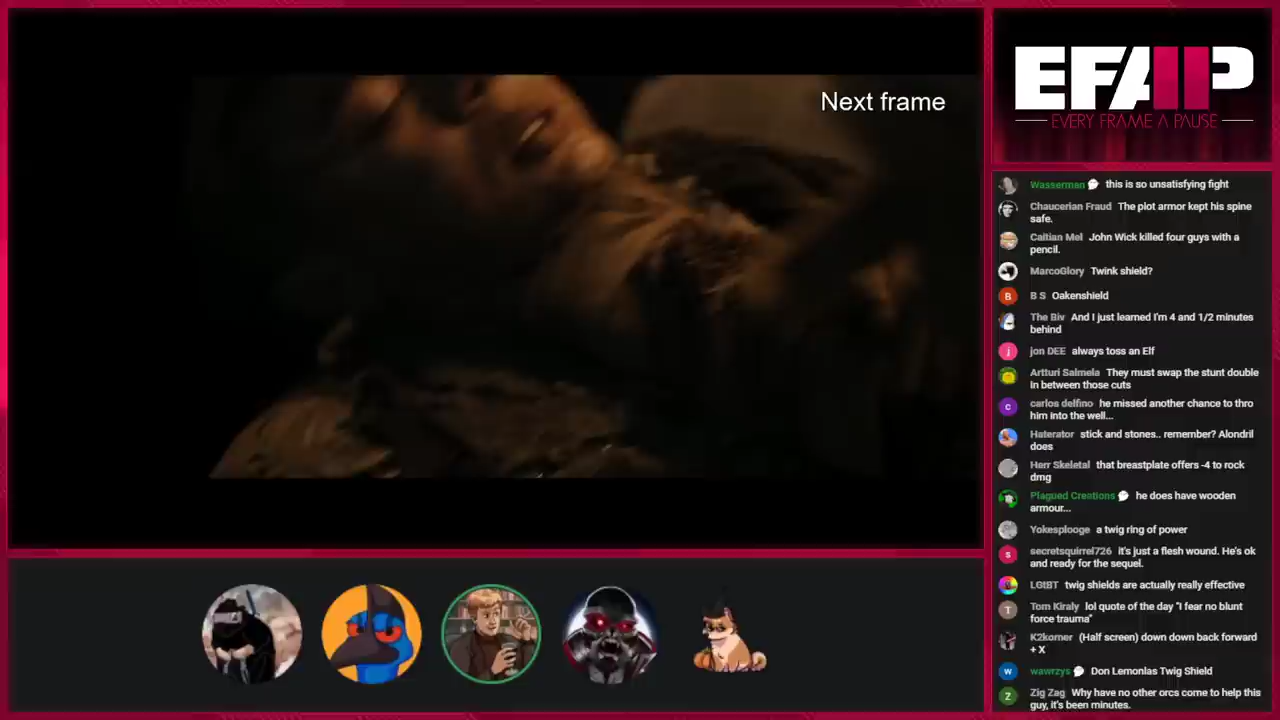 Next frame
EFAP
EVERY FRAME A PAUSE
Wasserman this is so unsatisfying fight
Chaucerian Fraud The plot armor kept his spine
safe.
Caitian Mel John Wick killed four guys with a
pencil.
MarcoGlory Twink shield?
B B S Oakenshield
The Biv And I just learned I'm 4 and 1/2 minutes
behind
j jon DEE always toss an Elf
Artturi Salmela They must swap the stunt double
in between those cuts
c carlos delfino he missed another chance to thro
him into the well...
Haterator stick and stones.. remember? Alondril
does
Herr Skeletal that breastplate offers -4 to rock
dmg
Plagued Creations he does have wooden
armour...
Yokesplooge a twig ring of power
s secretsquirrel726 it's just a flesh wound. He's ok
and ready for the sequel.
LGtBT twig shields are actually really effective
T Tom Kiraly lol quote of the day "I fear no blunt
force trauma"
K2korner (Half screen) down down back forward
+ X
w wawrzys Don Lemonlas Twig Shield
Z Zig Zag Why have no other orcs come to help this
guy, it's been minutes.